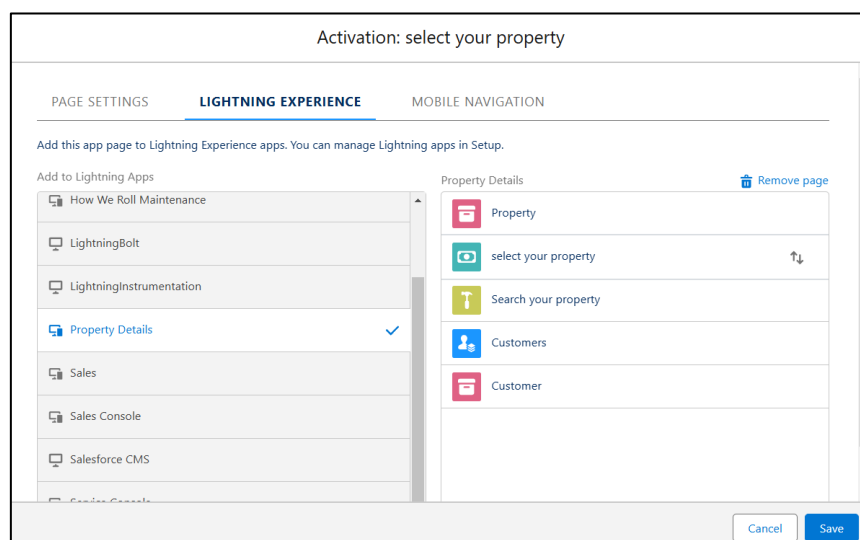 Activation: select your property
PAGE SETTINGS
LIGHTNING EXPERIENCE
MOBILE NAVIGATION
Add this app page to Lightning Experience apps. You can manage Lightning apps in Setup.
Add to Lightning Apps
How We Roll Maintenance
LightningBolt
LightningInstrumentation
Property Details
Sales
Sales Console
Salesforce CMS
Service Console
Property Details
Remove page
Property
select your property
Search your property
Customers
Customer
Cancel
Save